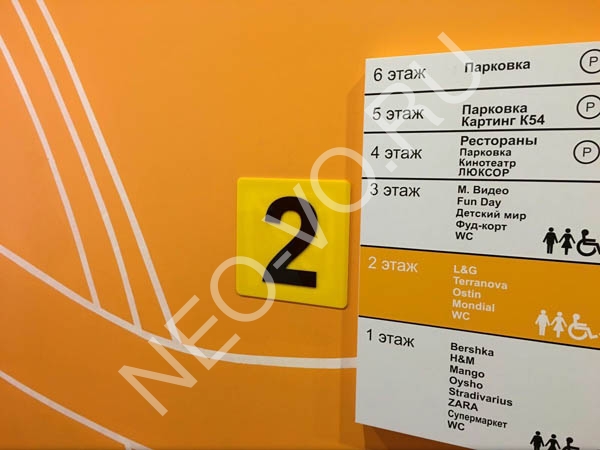 2
6 этаж Парковка P
5 этаж Парковка P
Картинг К54
4 этаж Рестораны P
Парковка
Кинотеатр
ЛЮКСОР
3 этаж М. Видео
Fun Day
Детский мир
Фуд-корт
WC
2 этаж L&G
Terranova
Ostin
Mondial
WC
1 этаж Bershka
H&M
Mango
Oysho
Stradivarius
ZARA
Супермаркет
WC
NEO-VO.RU